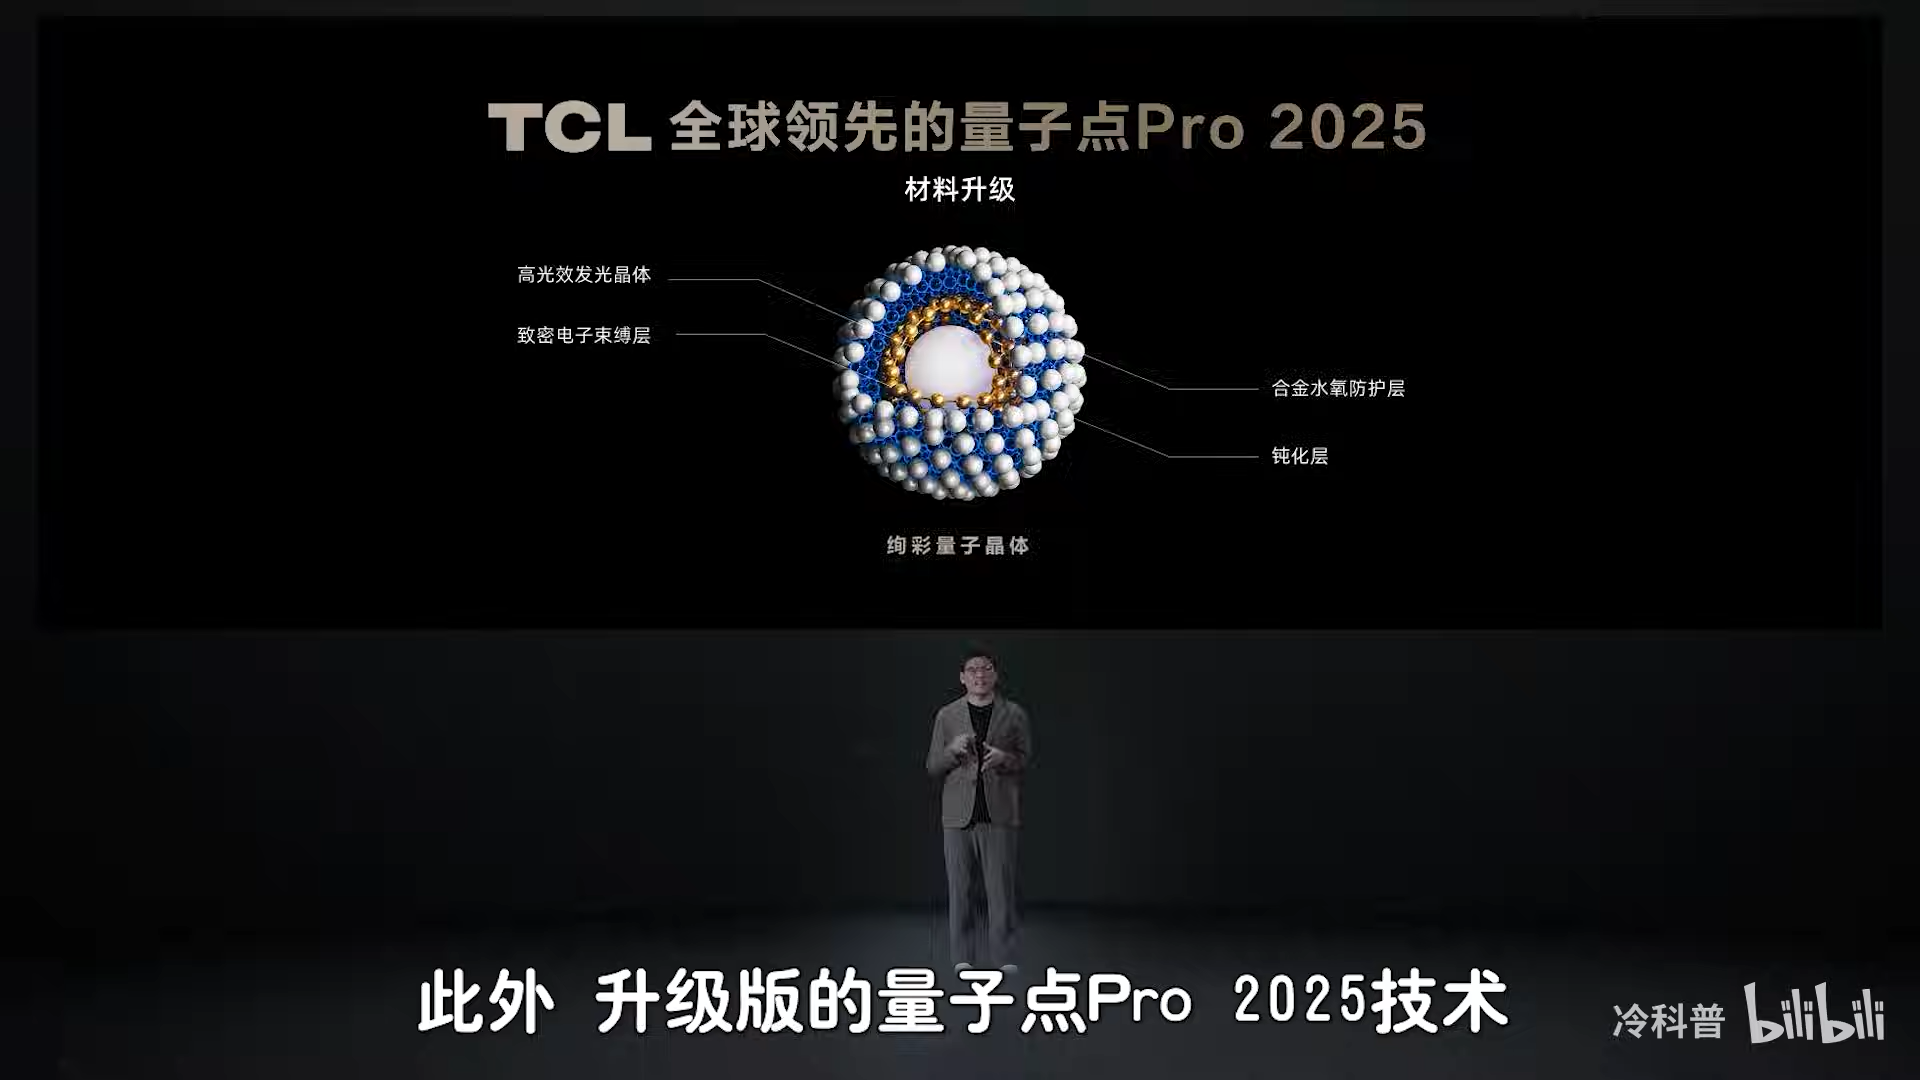 TCL 全球领先的量子点Pro 2025
材料升级
高光效发光晶体
致密电子束缚层
合金水氧防护层
钝化层
绚彩量子晶体
此外 升级版的量子点Pro 2025技术
冷科普 bilibili